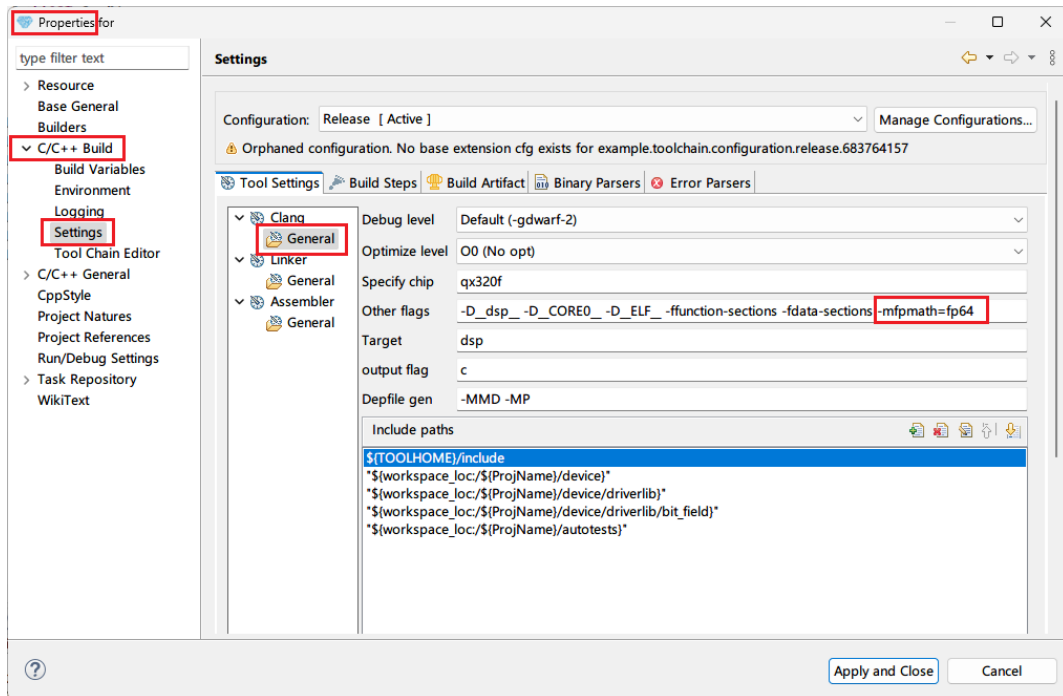 Properties for
type filter text
Settings
Resource
Base General
Builders
C/C++ Build
Build Variables
Environment
Logging
Settings
Tool Chain Editor
C/C++ General
CppStyle
Project Natures
Project References
Run/Debug Settings
Task Repository
WikiText
Configuration: Release [ Active ] Manage Configurations...
Orphaned configuration. No base extension cfg exists for example.toolchain.configuration.release.683764157
Tool Settings Build Steps Build Artifact Binary Parsers Error Parsers
Clang
General
Linker
General
Assembler
General
Debug level Default (-gdwarf-2)
Optimize level O0 (No opt)
Specify chip qx320f
Other flags -D__dsp__ -D__CORE0__ -D__ELF__ -ffunction-sections -fdata-sections -mfpmath=fp64
Target dsp
output flag c
Depfile gen -MMD -MP
Include paths
${TOOLHOME}/include
"${workspace_loc:/${ProjName}/device}"
"${workspace_loc:/${ProjName}/device/driverlib}"
"${workspace_loc:/${ProjName}/device/driverlib/bit_field}"
"${workspace_loc:/${ProjName}/autotests}"
Apply and Close Cancel